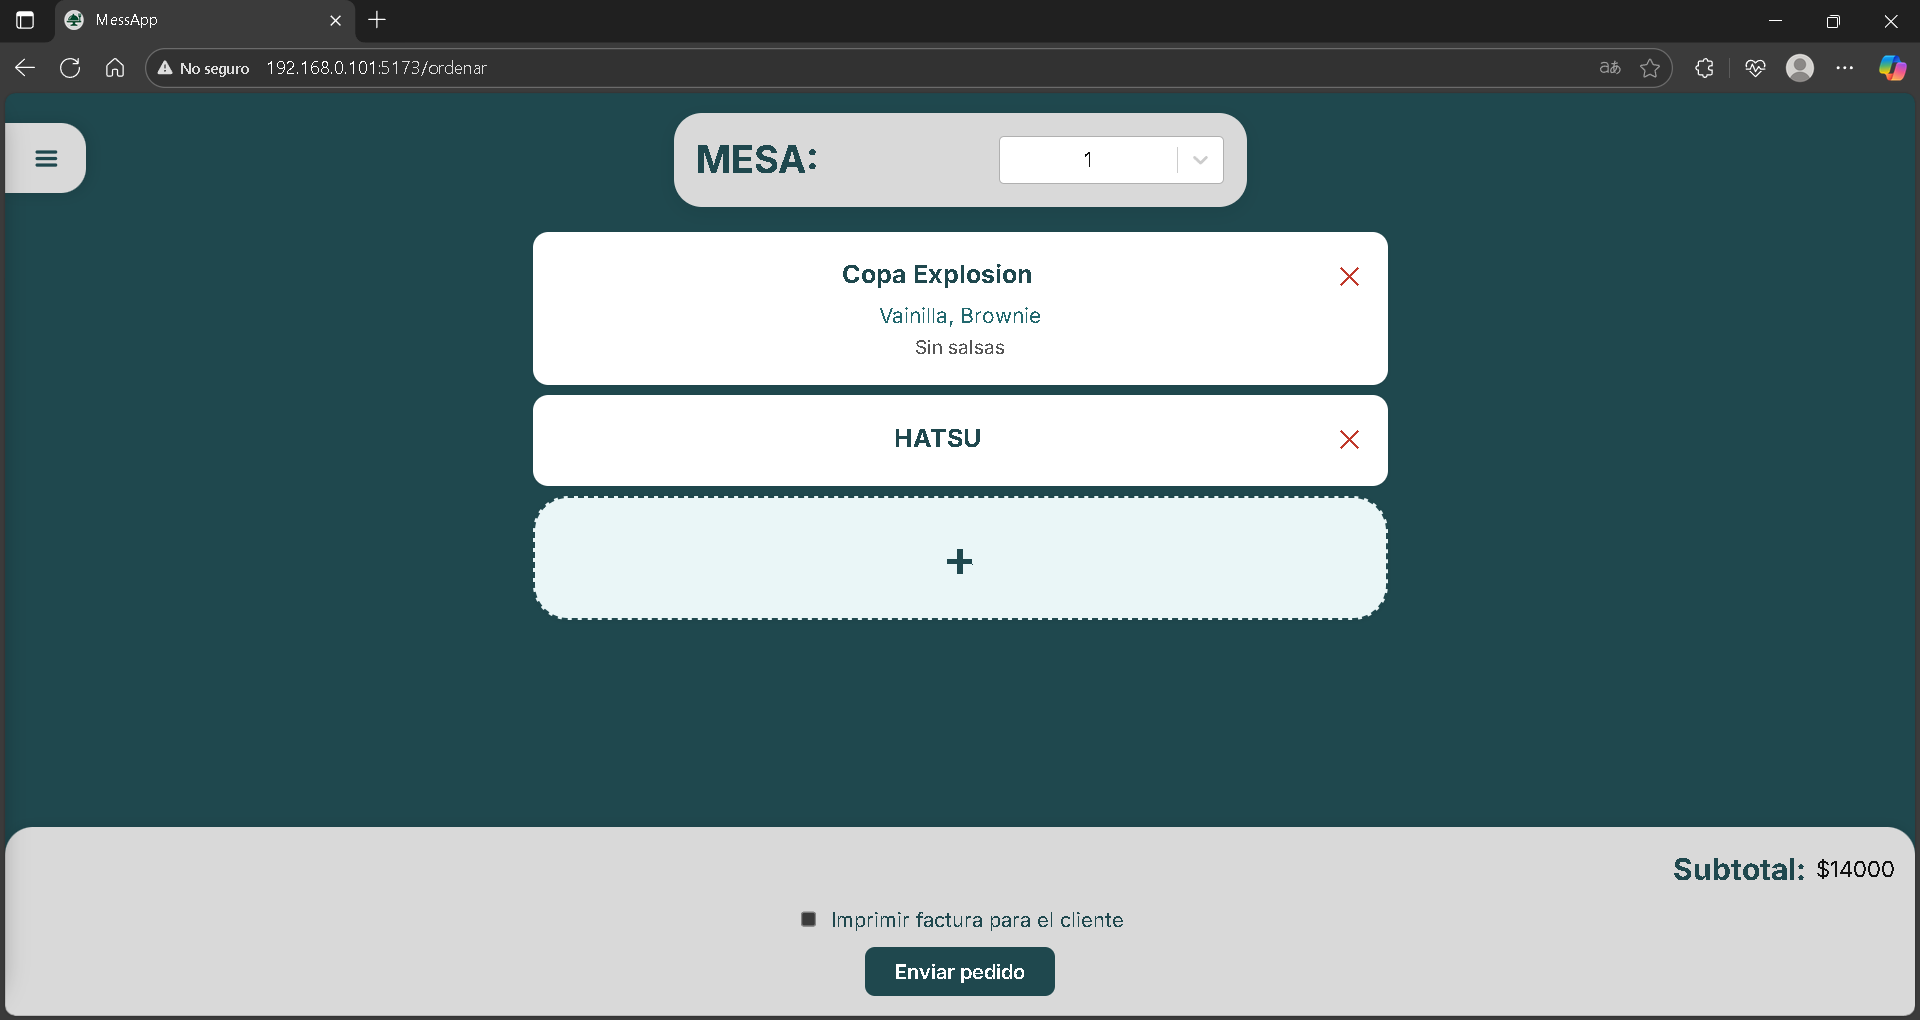 MessApp
No seguro 192.168.0.101:5173/ordenar
MESA: 1
Copa Explosion
Vainilla, Brownie
Sin salsas
HATSU
+
Subtotal: $14000
Imprimir factura para el cliente
Enviar pedido